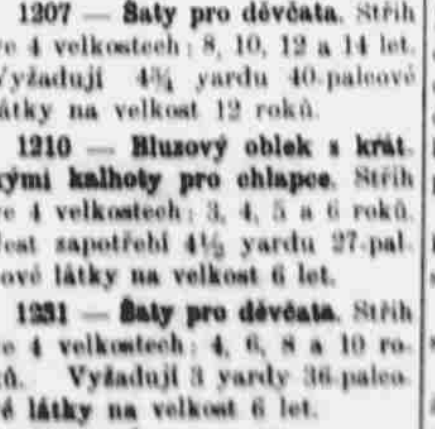 1207 — Šaty pro děvčata. Střih
ve 4 velkostech: 8, 10, 12 a 14 let.
Vyžadují 4¾ yardu 40-palcové
látky na velkost 12 roků.
1210 — Bluzový oblek s krát-
kými kalhoty pro chlapce. Střih
ve 4 velkostech: 3, 4, 5 a 6 roků.
Jest zapotřebí 4½ yardu 27-pal-
cové látky na velkost 6 let.
1231 — Šaty pro děvčata. Střih
ve 4 velkostech: 4, 6, 8 a 10 ro-
ků. Vyžadují 3 yardy 36-palco-
vé látky na velkost 6 let.